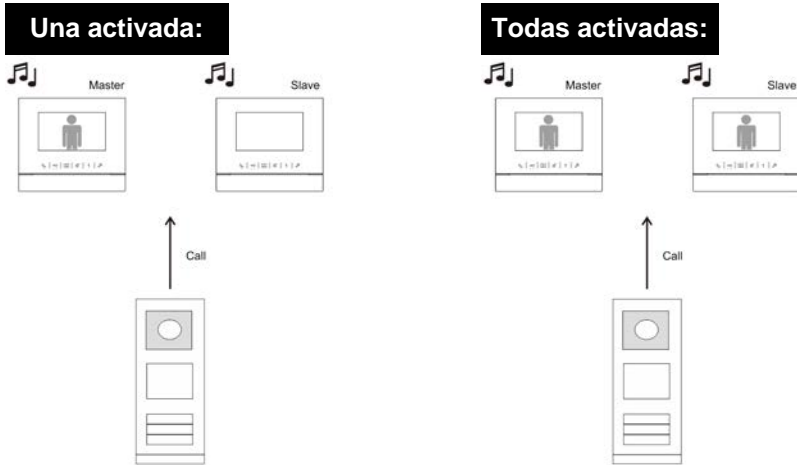 Una activada:
Todas activadas:
Master
Slave
Master
Slave
Call
Call